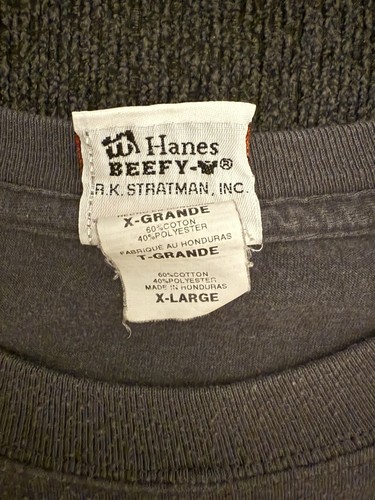 Hanes
BEEFY-T®
R.K. STRATMAN, INC.
X-GRANDE
60%COTON
40%POLYESTER
FABRIQUE AU HONDURAS
T-GRANDE
60%COTTON
40%POLYESTER
MADE IN HONDURAS
X-LARGE